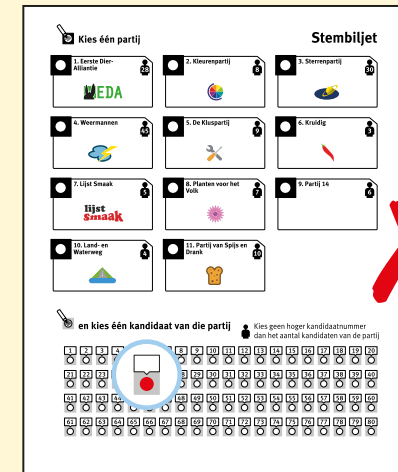 Kies één partij
Stembiljet
1. Eerste Dier-
Alliantie
28
EDA
2. Kleurenpartij
8
3. Sterrenpartij
30
4. Weermannen
45
5. De Kluspartij
9
6. Kruidig
3
7. Lijst Smaak
5
lijst
smaak
8. Planten voor het
Volk
7
9. Partij 14
6
10. Land- en
Waterweg
4
11. Partij van Spijs en
Drank
10
en kies één kandidaat van die partij
Kies geen hoger kandidaatnummer
dan het aantal kandidaten van de partij
1 2 3 4 8 9 10 11 12 13 14 15 16 17 18 19 20
21 22 23 28 29 30 31 32 33 34 35 36 37 38 39 40
41 42 43 44 48 49 50 51 52 53 54 55 56 57 58 59 60
61 62 63 64 65 66 67 68 69 70 71 72 73 74 75 76 77 78 79 80